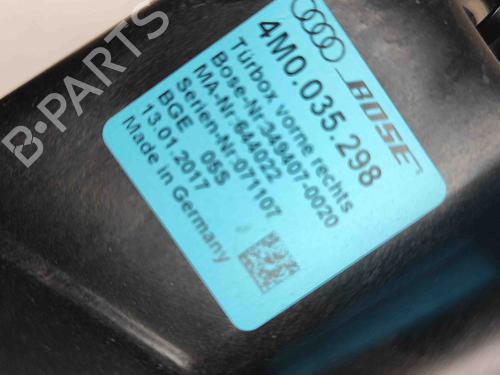 BOSE
4M0.035.298
Türbox vorne rechts
Bose-Nr.349407-0020
MA-Nr.644022
Serien-Nr.071107
BGE 05S
13.01.2017
Made in Germany
B-PARTS